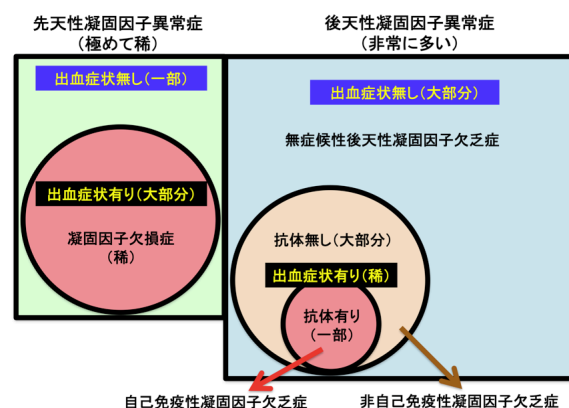 先天性凝固因子異常症
(極めて稀)
出血症状無し(一部)
出血症状有り(大部分)
凝固因子欠損症
(稀)
後天性凝固因子異常症
(非常に多い)
出血症状無し(大部分)
無症候性後天性凝固因子欠乏症
抗体無し(大部分)
出血症状有り(稀)
抗体有り
(一部)
自己免疫性凝固因子欠乏症
非自己免疫性凝固因子欠乏症